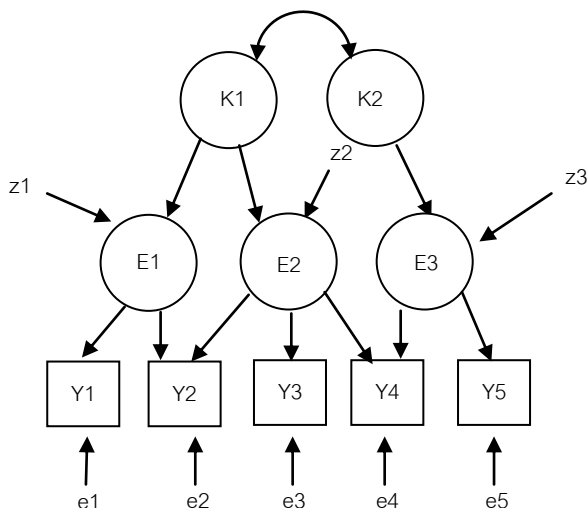 K1 K2
z2
z1 z3
E1 E2 E3
Y1 Y2 Y3 Y4 Y5
e1 e2 e3 e4 e5